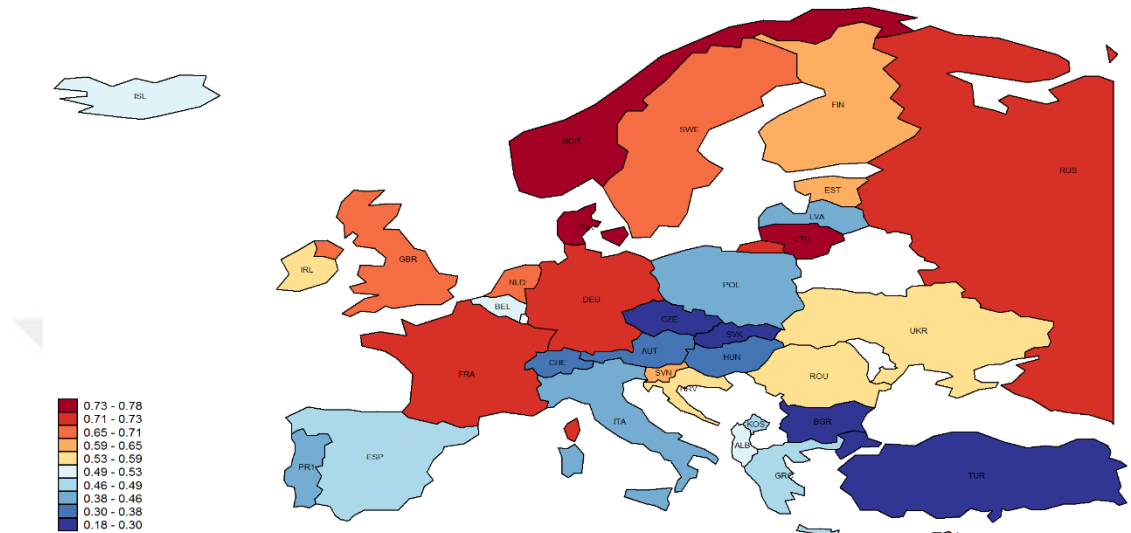 ISL
NOR
SWE
FIN
RUS
EST
LVA
LTU
DNK
GBR
IRL
NLD
BEL
DEU
POL
CZE
SVK
UKR
FRA
CHE
AUT
HUN
SVN
HRV
ROU
ITA
BGR
KOS
ALB
ESP
PR1
GRC
TUR
0.73 - 0.78
0.71 - 0.73
0.65 - 0.71
0.59 - 0.65
0.53 - 0.59
0.49 - 0.53
0.46 - 0.49
0.38 - 0.46
0.30 - 0.38
0.18 - 0.30